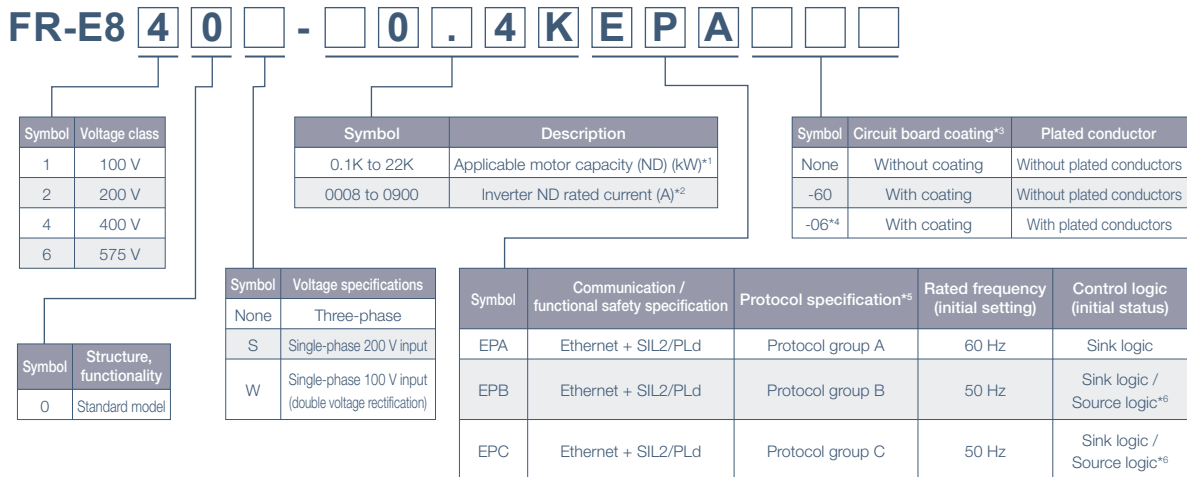 FR-E8 4 0 - 0 . 4 K E P A
Symbol Voltage class
1 100 V
2 200 V
4 400 V
6 575 V
Symbol Structure, functionality
0 Standard model
Symbol Voltage specifications
None Three-phase
S Single-phase 200 V input
W Single-phase 100 V input (double voltage rectification)
Symbol Description
0.1K to 22K Applicable motor capacity (ND) (kW)*1
0008 to 0900 Inverter ND rated current (A)*2
Symbol Circuit board coating*3 Plated conductor
None Without coating Without plated conductors
-60 With coating Without plated conductors
-06*4 With coating With plated conductors
Symbol Communication / functional safety specification Protocol specification*5 Rated frequency (initial setting) Control logic (initial status)
EPA Ethernet + SIL2/PLd Protocol group A 60 Hz Sink logic
EPB Ethernet + SIL2/PLd Protocol group B 50 Hz Sink logic / Source logic*6
EPC Ethernet + SIL2/PLd Protocol group C 50 Hz Sink logic / Source logic*6